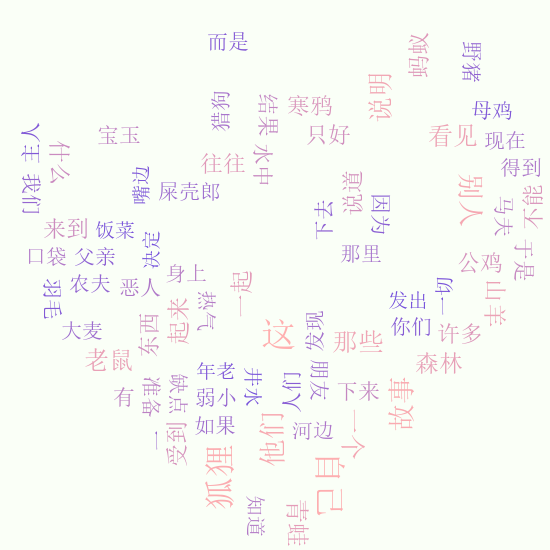 而是
蚂蚁
野猪
猎狗
结果
寒鸦
说明
母鸡
宝玉
只好
看见
现在
主人
什么
往往
水中
得到
我们
嘴边
屎壳郎
说道
因为
别人
马夫
不能
来到
饭菜
下去
决定
那里
于是
口袋
父亲
公鸡
羽毛
农夫
恶人
身上
一起
一切
山羊
热气
发出
大麦
东西
起来
这
发现
你们
许多
那些
老鼠
森林
年老
井水
人们
朋友
有
准备
缺点
弱小
下来
故事
一
受到
如果
他们
河边
一个
狐狸
自己
知道
青蛙